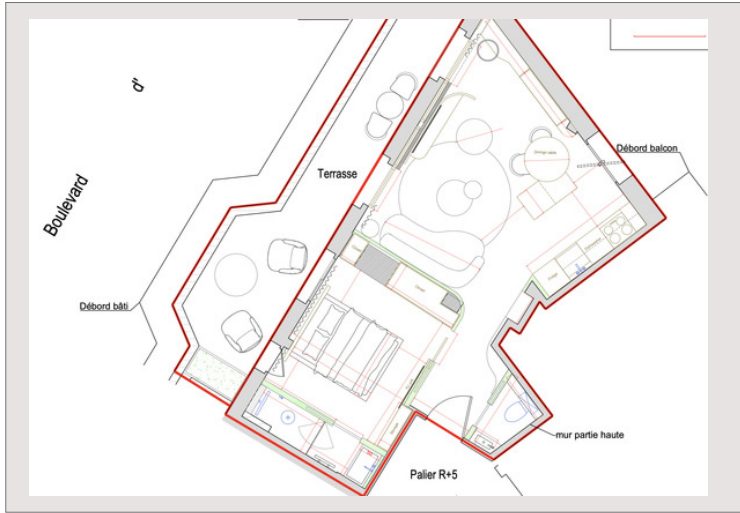 d'
Boulevard
Terrasse
Débord balcon
Débord bâti
mur partie haute
Palier R+5